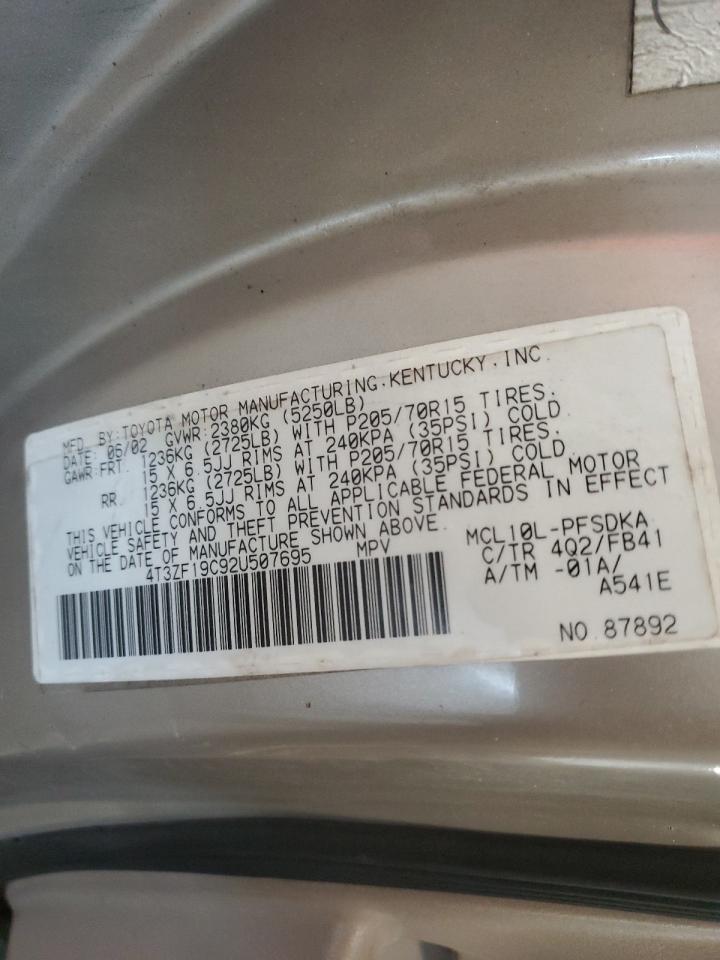 MFD. BY:TOYOTA MOTOR MANUFACTURING,KENTUCKY,INC.
DATE: 05/02 GVWR:2380KG (5250LB)
GAWR:FRT. 1236KG (2725LB) WITH P205/70R15 TIRES.
15 X 6.5JJ RIMS AT 240KPA (35PSI) COLD.
RR. 1236KG (2725LB) WITH P205/70R15 TIRES.
15 X 6.5JJ RIMS AT 240KPA (35PSI) COLD.
THIS VEHICLE CONFORMS TO ALL APPLICABLE FEDERAL MOTOR
VEHICLE SAFETY AND THEFT PREVENTION STANDARDS IN EFFECT
ON THE DATE OF MANUFACTURE SHOWN ABOVE.
4T3ZF19C92U507695 MPV
MCL10L-PFSDKA
C/TR 4Q2/FB41
A/TM -01A/
A541E
NO.87892